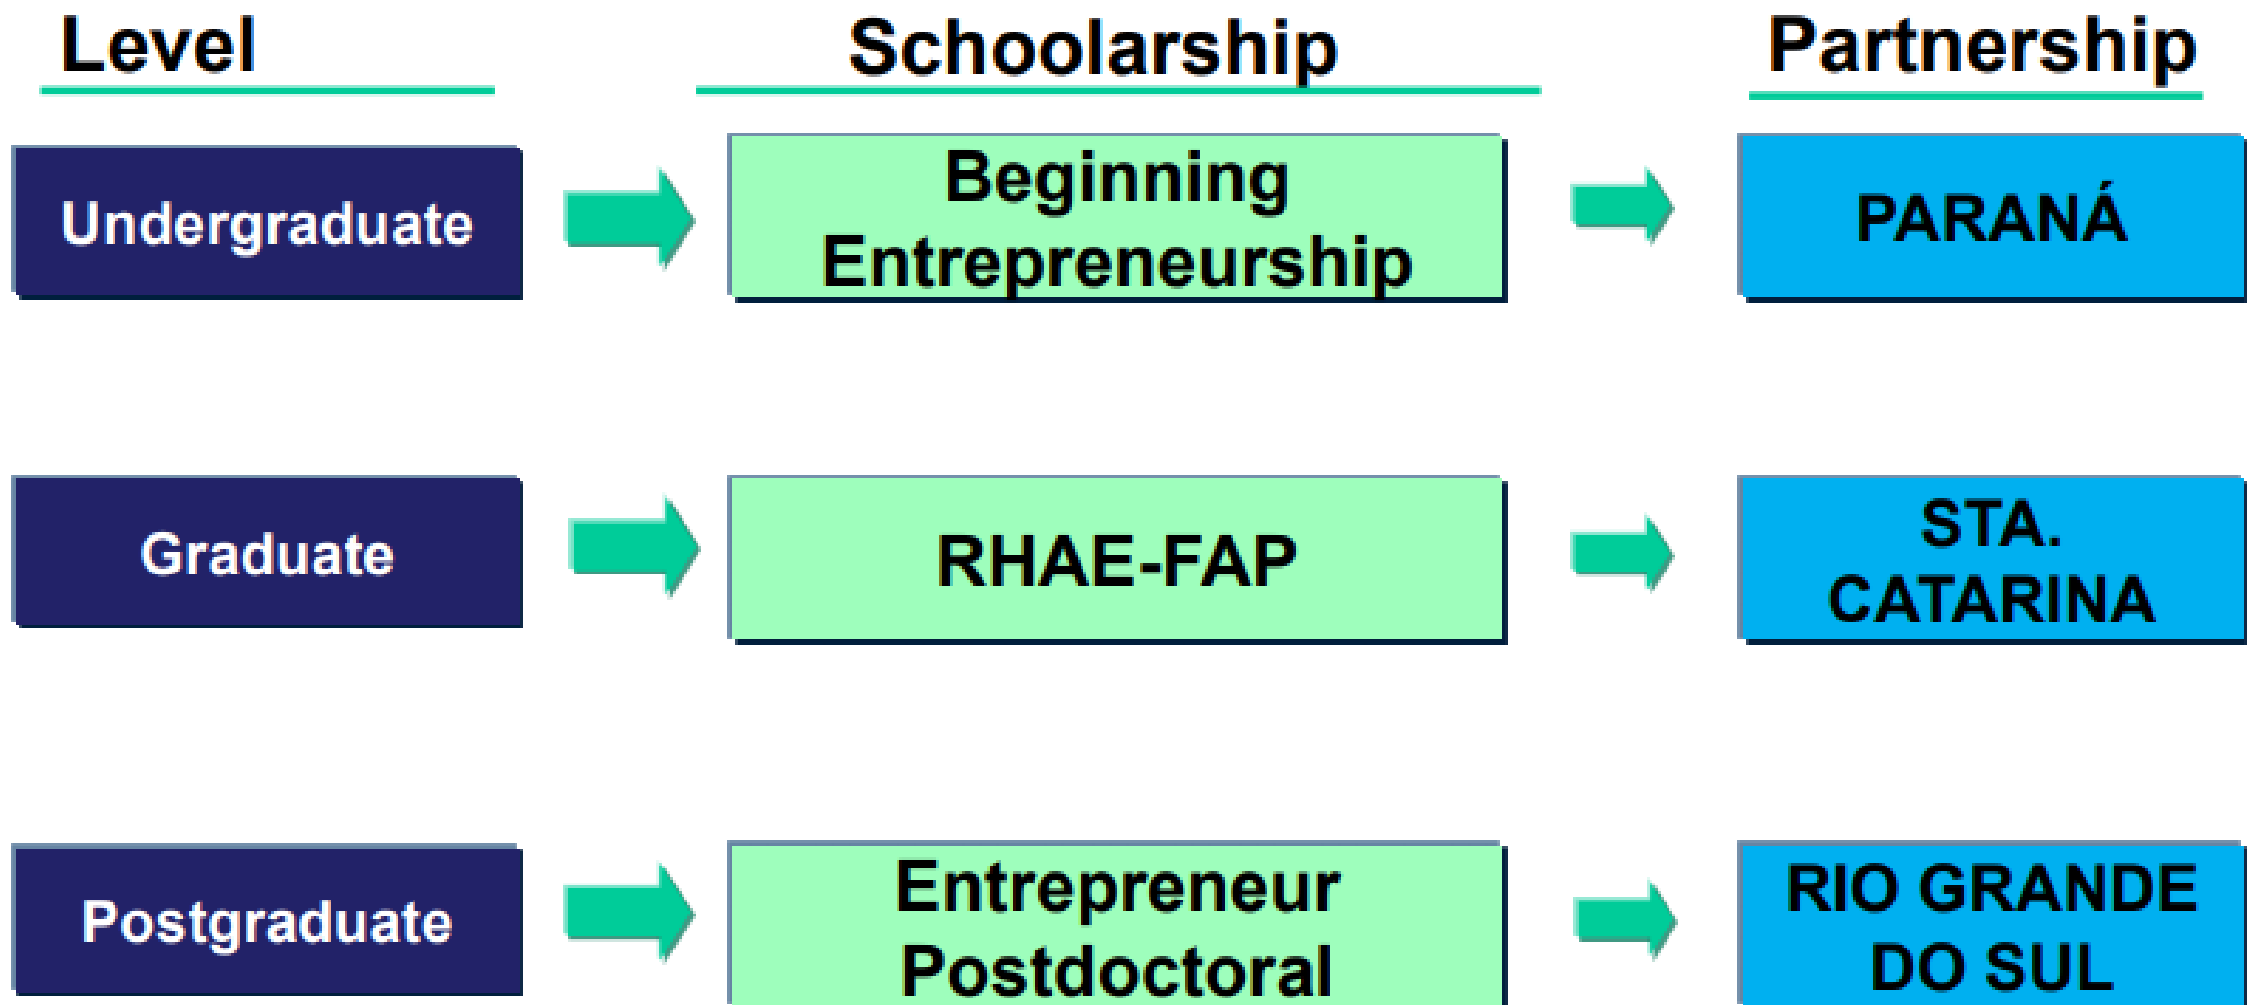 Level
Schoolarship
Partnership
Undergraduate
Beginning
Entrepreneurship
PARANÁ
Graduate
RHAE-FAP
STA.
CATARINA
Postgraduate
Entrepreneur
Postdoctoral
RIO GRANDE
DO SUL